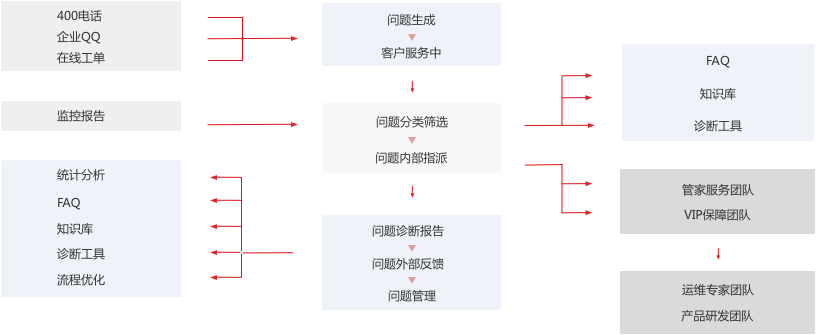 400电话
企业QQ
在线工单
监控报告
统计分析
FAQ
知识库
诊断工具
流程优化
问题生成
客户服务中
问题分类筛选
问题内部指派
问题诊断报告
问题外部反馈
问题管理
FAQ
知识库
诊断工具
管家服务团队
VIP保障团队
运维专家团队
产品研发团队